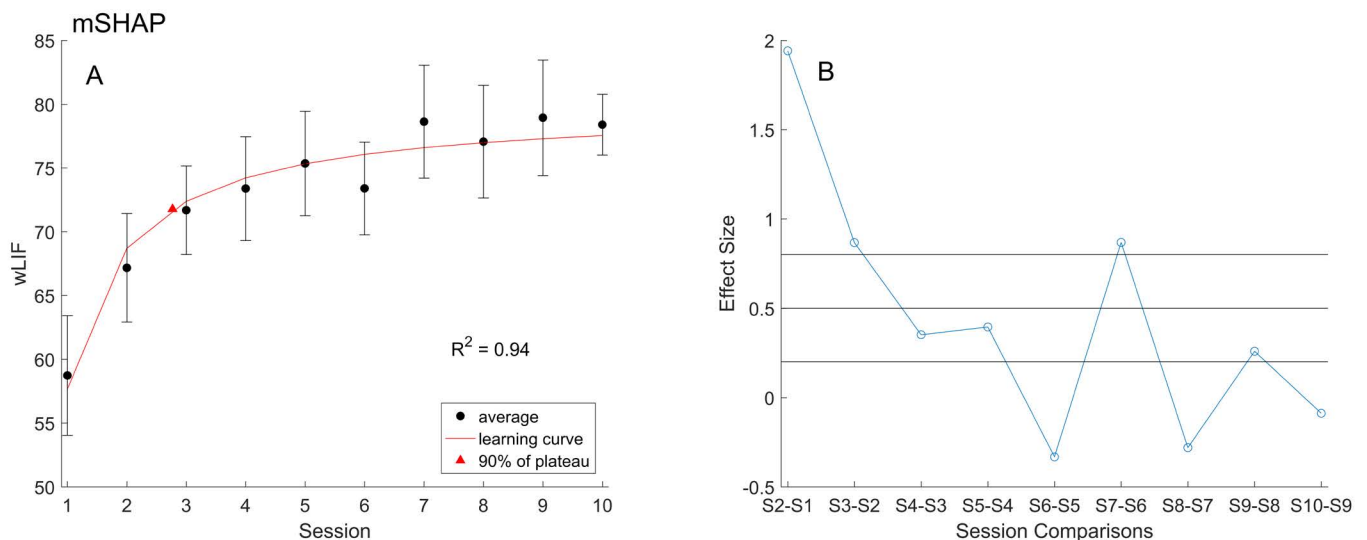 mSHAP
A
85
80
75
70
65
60
55
50
wLIF
R² = 0.94
average
learning curve
90% of plateau
1 2 3 4 5 6 7 8 9 10
Session
B
2
1
0.5
0
-0.5
Effect Size
S2-S1 S3-S2 S4-S3 S5-S4 S6-S5 S7-S6 S8-S7 S9-S8 S10-S9
Session Comparisons